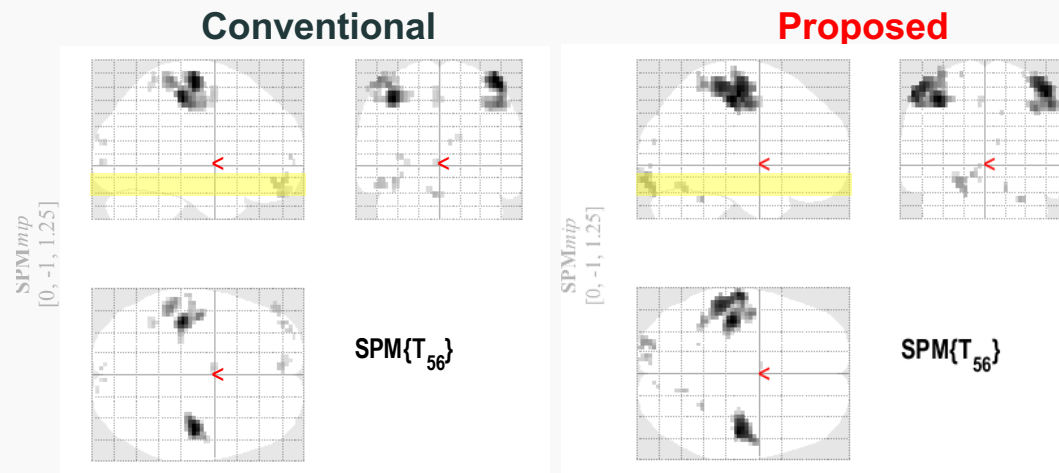 Conventional
Proposed
<
<
SPMmip
[0, -1, 1.25]
<
SPM{T56}
<
<
SPMmip
[0, -1, 1.25]
<
SPM{T56}